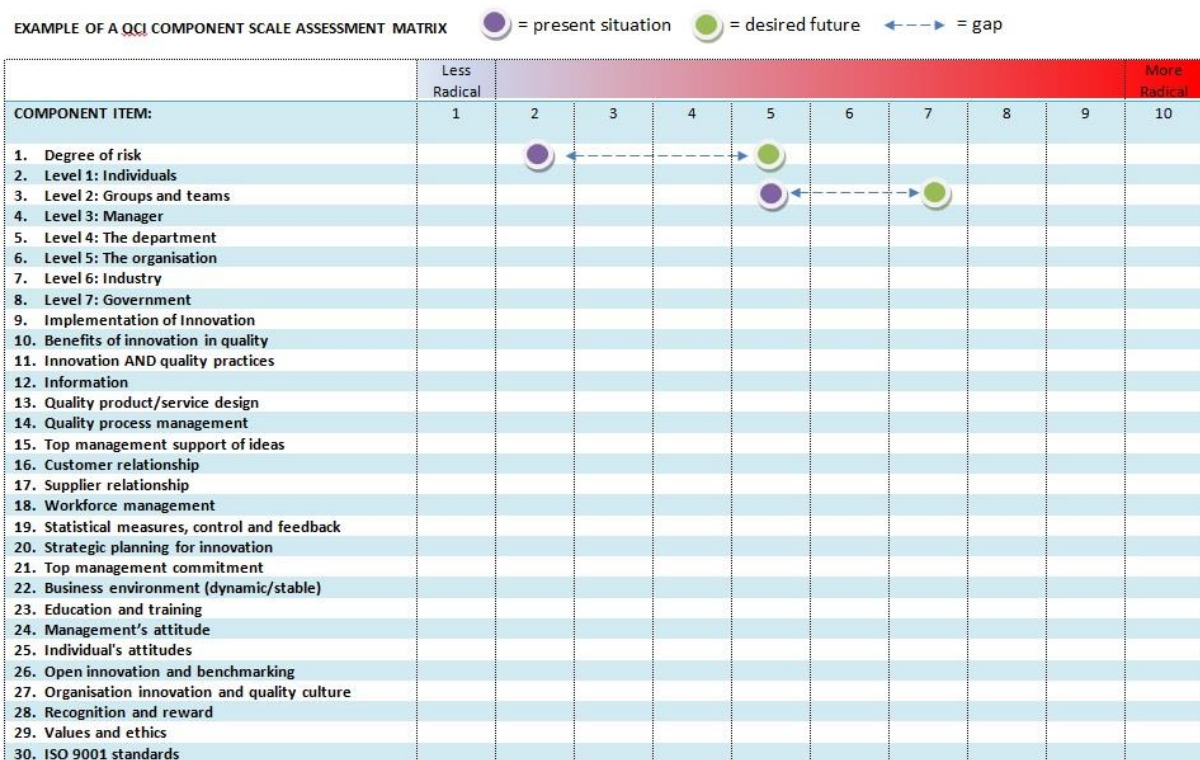 EXAMPLE OF A QCI COMPONENT SCALE ASSESSMENT MATRIX = present situation = desired future = gap
Less Radical More Radical
COMPONENT ITEM: 1 2 3 4 5 6 7 8 9 10
1. Degree of risk
2. Level 1: Individuals
3. Level 2: Groups and teams
4. Level 3: Manager
5. Level 4: The department
6. Level 5: The organisation
7. Level 6: Industry
8. Level 7: Government
9. Implementation of Innovation
10. Benefits of innovation in quality
11. Innovation AND quality practices
12. Information
13. Quality product/service design
14. Quality process management
15. Top management support of ideas
16. Customer relationship
17. Supplier relationship
18. Workforce management
19. Statistical measures, control and feedback
20. Strategic planning for innovation
21. Top management commitment
22. Business environment (dynamic/stable)
23. Education and training
24. Management’s attitude
25. Individual's attitudes
26. Open innovation and benchmarking
27. Organisation innovation and quality culture
28. Recognition and reward
29. Values and ethics
30. ISO 9001 standards